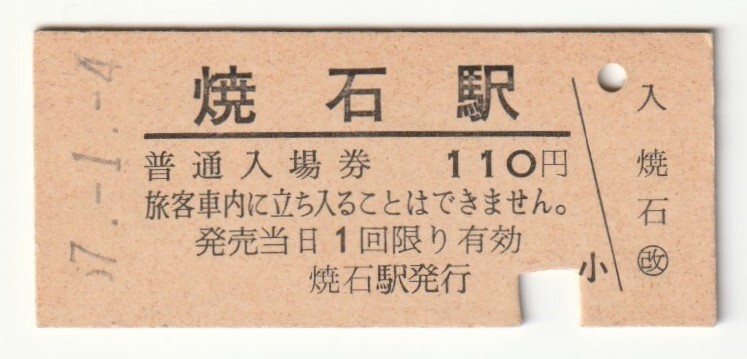 57.-1.-4
焼石駅
普通入場券 110円
旅客車内に立ち入ることはできません。
発売当日1回限り有効
焼石駅発行
小
入
焼
石
改